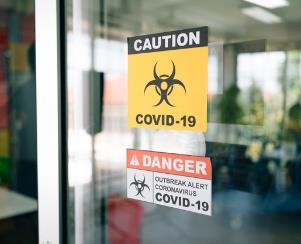 CAUTION
COVID-19
DANGER
OUTBREAK ALERT
CORONAVIRUS
COVID-19